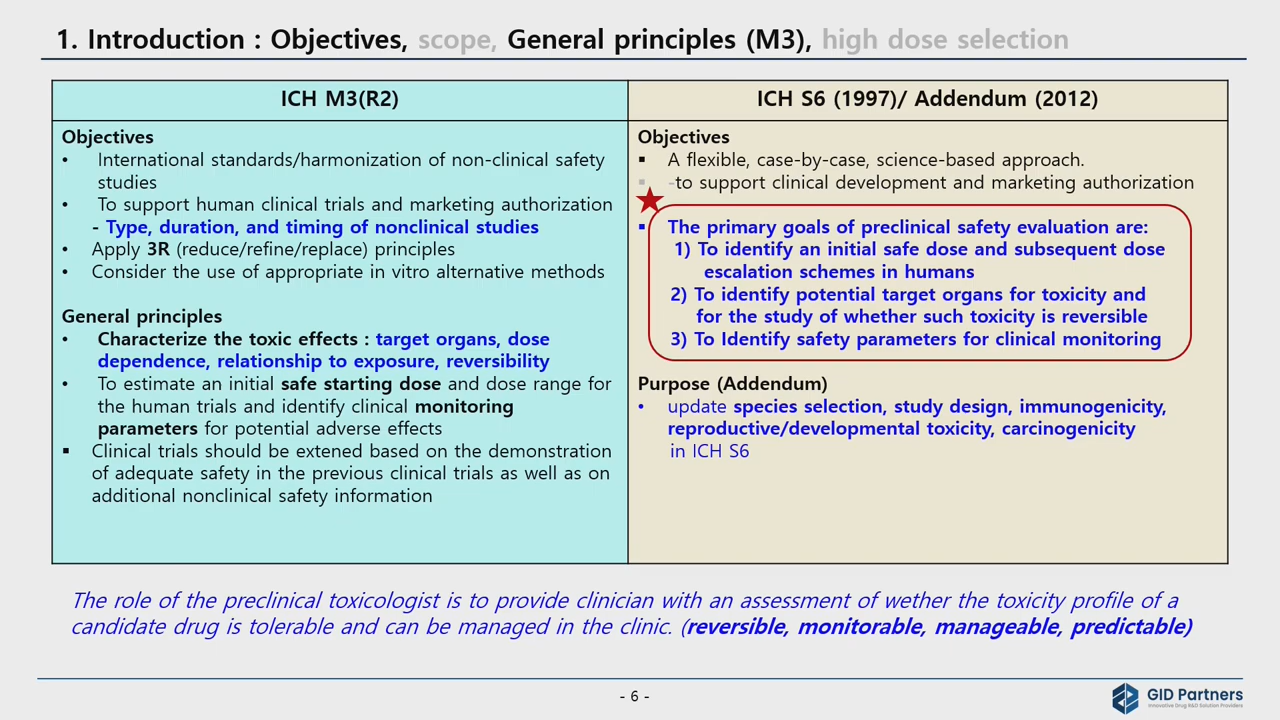 1. Introduction : Objectives, scope, General principles (M3), high dose selection
ICH M3(R2)
Objectives
• International standards/harmonization of non-clinical safety
studies
• To support human clinical trials and marketing authorization
- Type, duration, and timing of nonclinical studies
• Apply 3R (reduce/refine/replace) principles
• Consider the use of appropriate in vitro alternative methods
General principles
• Characterize the toxic effects : target organs, dose
dependence, relationship to exposure, reversibility
• To estimate an initial safe starting dose and dose range for
the human trials and identify clinical monitoring
parameters for potential adverse effects
▪ Clinical trials should be extened based on the demonstration
of adequate safety in the previous clinical trials as well as on
additional nonclinical safety information
ICH S6 (1997)/ Addendum (2012)
Objectives
▪ A flexible, case-by-case, science-based approach.
▪ -to support clinical development and marketing authorization
▪ The primary goals of preclinical safety evaluation are:
1) To identify an initial safe dose and subsequent dose
escalation schemes in humans
2) To identify potential target organs for toxicity and
for the study of whether such toxicity is reversible
3) To Identify safety parameters for clinical monitoring
Purpose (Addendum)
• update species selection, study design, immunogenicity,
reproductive/developmental toxicity, carcinogenicity
in ICH S6
The role of the preclinical toxicologist is to provide clinician with an assessment of wether the toxicity profile of a
candidate drug is tolerable and can be managed in the clinic. (reversible, monitorable, manageable, predictable)
- 6 -
GID Partners
Innovative Drug R&D Solution Providers